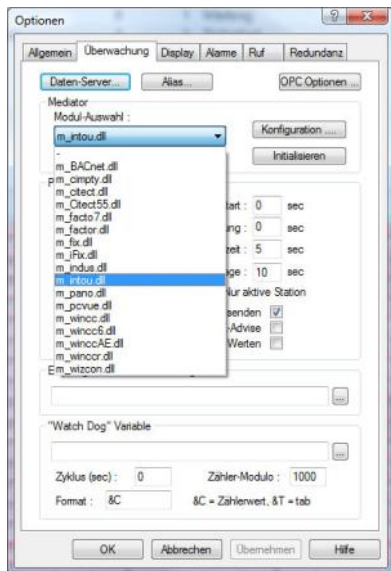 Optionen
Allgemein Überwachung Display Alarme Ruf Redundanz
Daten-Server... Alias... OPC Optionen ...
Mediator
Modul-Auswahl :
m_intou.dll Konfiguration ....
Initialisieren
-
m_BACnet.dll
m_cimpty.dll
m_citect.dll
m_Citect55.dll
m_facto7.dll
m_factor.dll
m_fix.dll
m_iFix.dll
m_indus.dll
m_intou.dll
m_pano.dll
m_pcvue.dll
m_wincc.dll
m_wincc6.dll
m_winccAE.dll
m_winccr.dll
m_wizcon.dll
P
tart : 0 sec
ng : 0 sec
zeit : 5 sec
ge : 10 sec
Nur aktive Station
senden
-Advise
Werten
"Watch Dog" Variable
...
Zyklus (sec) : 0 Zähler-Modulo : 1000
Format : &C &C = Zählerwert, &T = tab
OK Abbrechen Übernehmen Hilfe